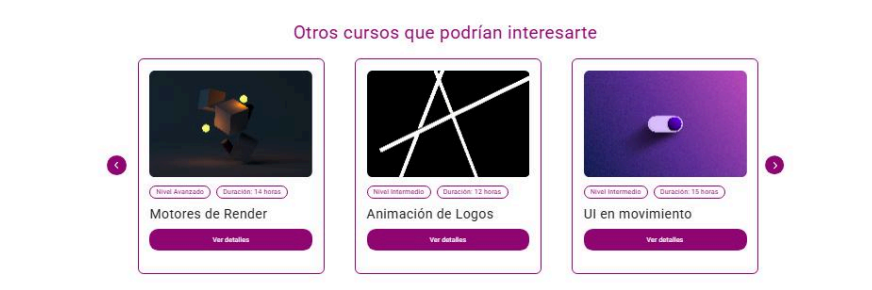 Otros cursos que podrían interesarte
Nivel Avanzado
Duración: 14 horas
Motores de Render
Ver detalles
Nivel Intermedio
Duración: 12 horas
Animación de Logos
Ver detalles
Nivel Intermedio
Duración: 15 horas
UI en movimiento
Ver detalles